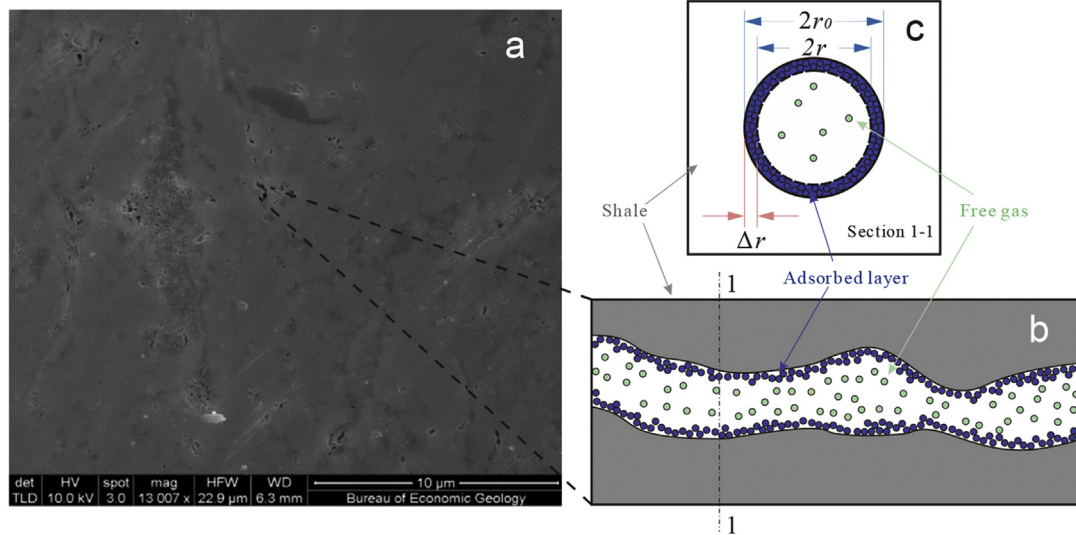 a
det HV spot mag HFW WD
TLD 10.0 kV 3.0 13 007 x 22.9 µm 6.3 mm
10 µm
Bureau of Economic Geology
c
2r₀
2r
Δr
Section 1-1
Shale
Free gas
Adsorbed layer
1
b
1